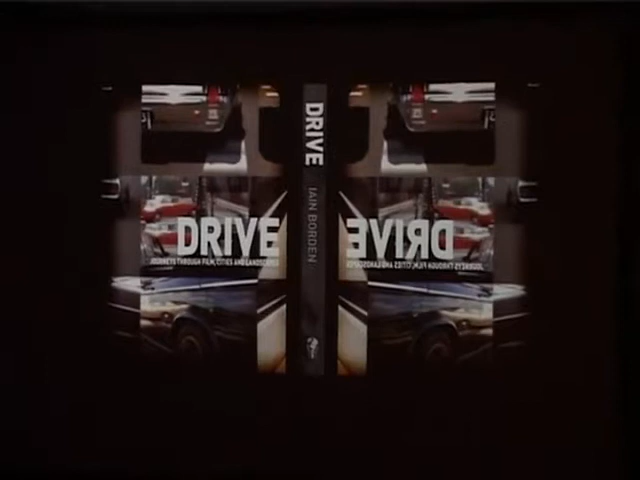 DRIVE
JOURNEYS THROUGH FILM, CITIES AND LANDSCAPES
DRIVE
IAIN BORDEN
DRIVE
JOURNEYS THROUGH FILM, CITIES AND LANDSCAPES